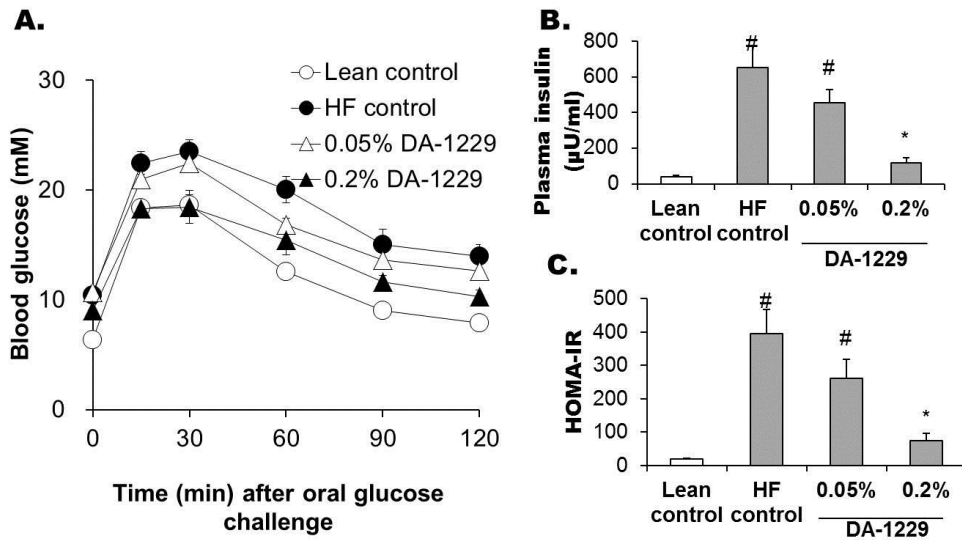 A.
30
20
10
0
Blood glucose (mM)
Lean control
HF control
0.05% DA-1229
0.2% DA-1229
0
30
60
90
120
Time (min) after oral glucose
challenge
B.
Plasma insulin
(µU/ml)
800
600
400
200
0
#
#
*
Lean
control
HF
control
0.05%
0.2%
DA-1229
C.
HOMA-IR
500
400
300
200
100
0
#
#
*
Lean
control
HF
control
0.05%
0.2%
DA-1229